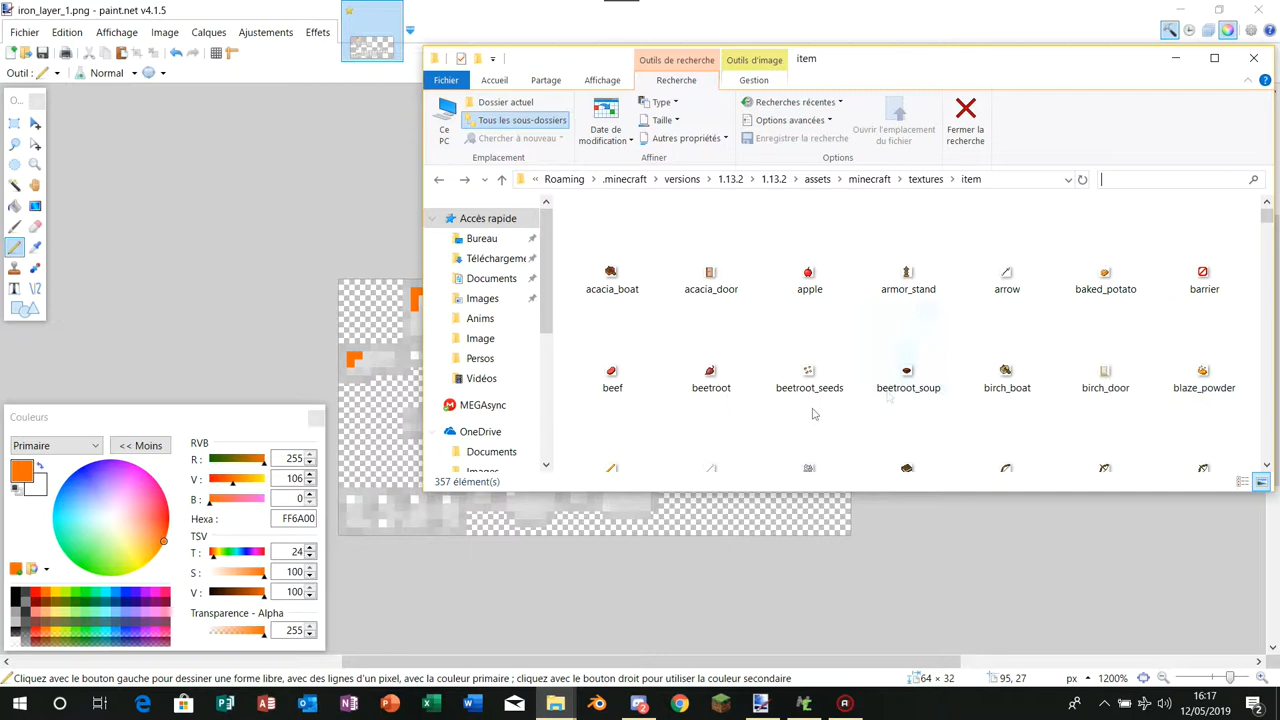 iron_layer_1.png - paint.net v4.1.5
Fichier Edition Affichage Image Calques Ajustements Effets
Outil : Normal
O...
item
Outils de recherche Outils d'image
Fichier Accueil Partage Affichage Recherche Gestion
Ce PC
Dossier actuel
Tous les sous-dossiers
Chercher à nouveau
Emplacement
Date de modification
Type
Taille
Autres propriétés
Affiner
Recherches récentes
Options avancées
Enregistrer la recherche
Ouvrir l'emplacement du fichier
Options
Fermer la recherche
« Roaming > .minecraft > versions > 1.13.2 > 1.13.2 > assets > minecraft > textures > item
Accès rapide
Bureau
Téléchargeme
Documents
Images
Anims
Image
Persos
Vidéos
MEGAsync
OneDrive
Documents
Images
acacia_boat acacia_door apple armor_stand arrow baked_potato barrier
beef beetroot beetroot_seeds beetroot_soup birch_boat birch_door blaze_powder
357 élément(s)
Couleurs
Primaire
<< Moins
RVB
R : 255
V : 106
B : 0
Hexa : FF6A00
TSV
T : 24
S : 100
V : 100
Transparence - Alpha
255
Cliquez avec le bouton gauche pour dessiner une forme libre, avec des lignes d'un pixel, avec la couleur primaire ; cliquez avec le bouton droit pour utiliser la couleur secondaire
64 × 32
95, 27
px
1200%
16:17
12/05/2019
2